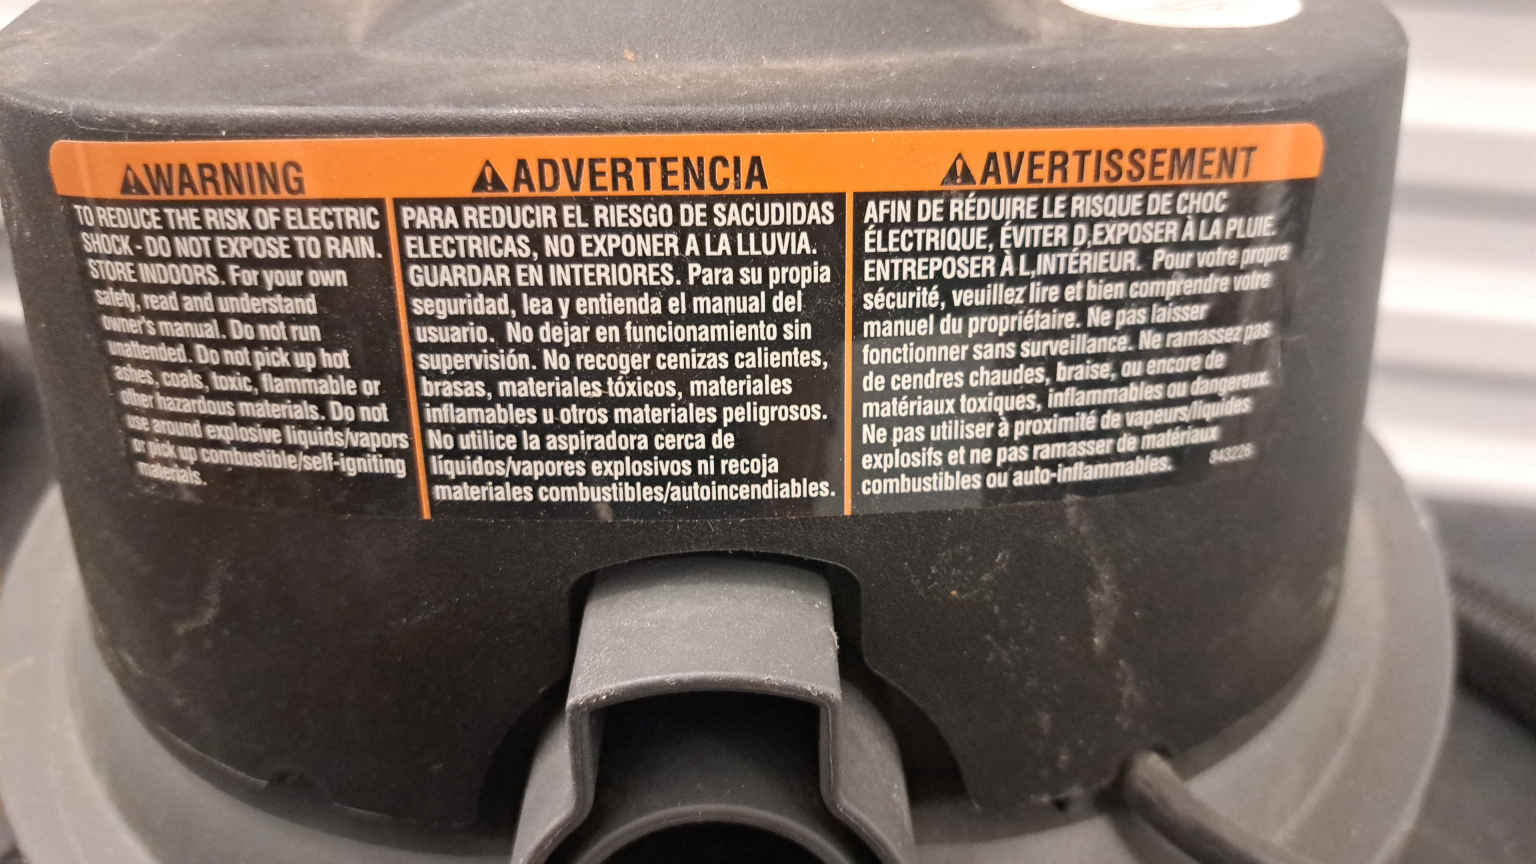 WARNING
TO REDUCE THE RISK OF ELECTRIC
SHOCK - DO NOT EXPOSE TO RAIN.
STORE INDOORS. For your own
safety, read and understand
owner's manual. Do not run
unattended. Do not pick up hot
ashes, coals, toxic, flammable or
other hazardous materials. Do not
use around explosive liquids/vapors
or pick up combustible/self-igniting
materials.
ADVERTENCIA
PARA REDUCIR EL RIESGO DE SACUDIDAS
ELECTRICAS, NO EXPONER A LA LLUVIA.
GUARDAR EN INTERIORES. Para su propia
seguridad, lea y entienda el manual del
usuario. No dejar en funcionamiento sin
supervisión. No recoger cenizas calientes,
brasas, materiales tóxicos, materiales
inflamables u otros materiales peligrosos.
No utilice la aspiradora cerca de
líquidos/vapores explosivos ni recoja
materiales combustibles/autoincendiables.
AVERTISSEMENT
AFIN DE RÉDUIRE LE RISQUE DE CHOC
ÉLECTRIQUE, ÉVITER D,EXPOSER À LA PLUIE.
ENTREPOSER À L,INTÉRIEUR. Pour votre propre
sécurité, veuillez lire et bien comprendre votre
manuel du propriétaire. Ne pas laisser
fonctionner sans surveillance. Ne ramassez pas
de cendres chaudes, braise, ou encore de
matériaux toxiques, inflammables ou dangereux.
Ne pas utiliser à proximité de vapeurs/liquides
explosifs et ne pas ramasser de matériaux
combustibles ou auto-inflammables.
843226